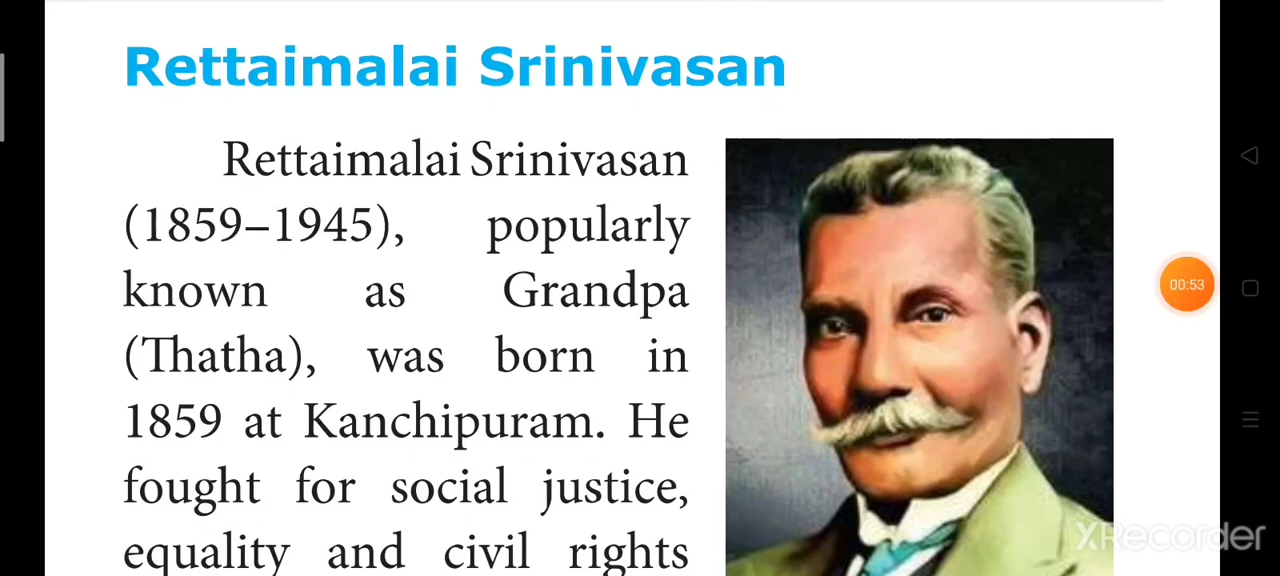 Rettaimalai Srinivasan
Rettaimalai Srinivasan
(1859–1945), popularly
known as Grandpa
(Thatha), was born in
1859 at Kanchipuram. He
fought for social justice,
equality and civil rights
00:53
XRecorder